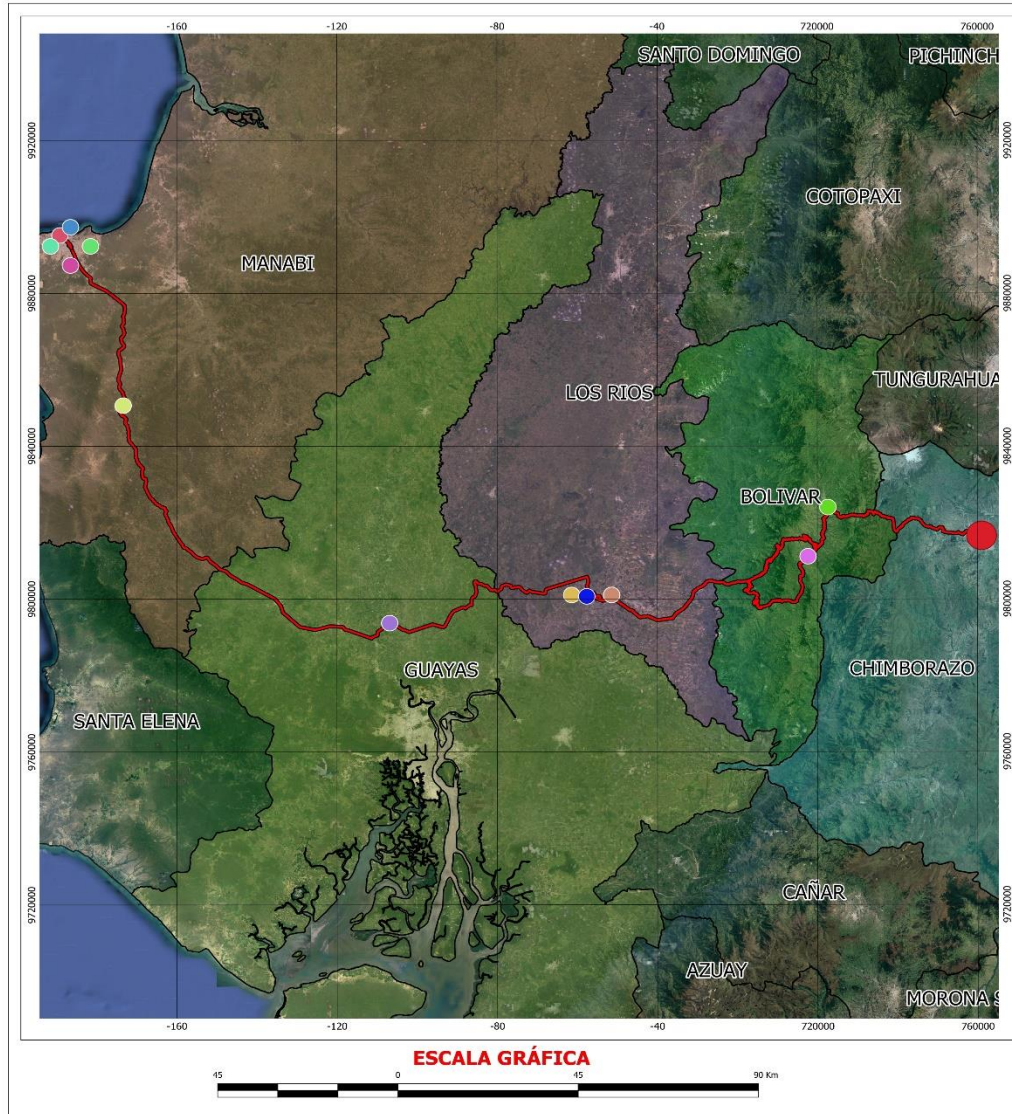 -160 -120 -80 -40 720000 760000
SANTO DOMINGO
PICHINCH
9920000 9920000
COTOPAXI
MANABI
9880000 9880000
TUNGURAHUA
LOS RIOS
9840000 9840000
BOLIVAR
9800000 9800000
GUAYAS
CHIMBORAZO
SANTA ELENA
9760000 9760000
CAÑAR
9720000 9720000
AZUAY
MORONA S
-160 -120 -80 -40 720000 760000
ESCALA GRÁFICA
45 0 45 90 Km